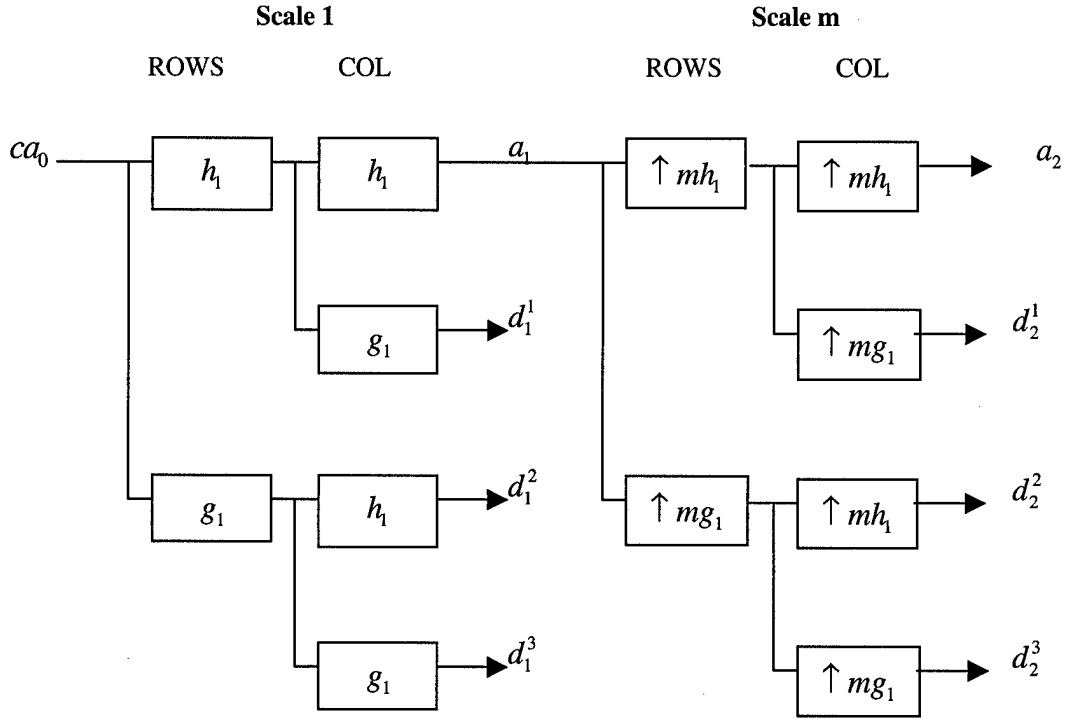 Scale 1 Scale m
ROWS COL ROWS COL
ca₀ h₁ h₁ a₁ ↑ mh₁ ↑ mh₁ a₂
g₁ d₁¹ ↑ mg₁ d₂¹
g₁ h₁ d₁² ↑ mg₁ ↑ mh₁ d₂²
g₁ d₁³ ↑ mg₁ d₂³